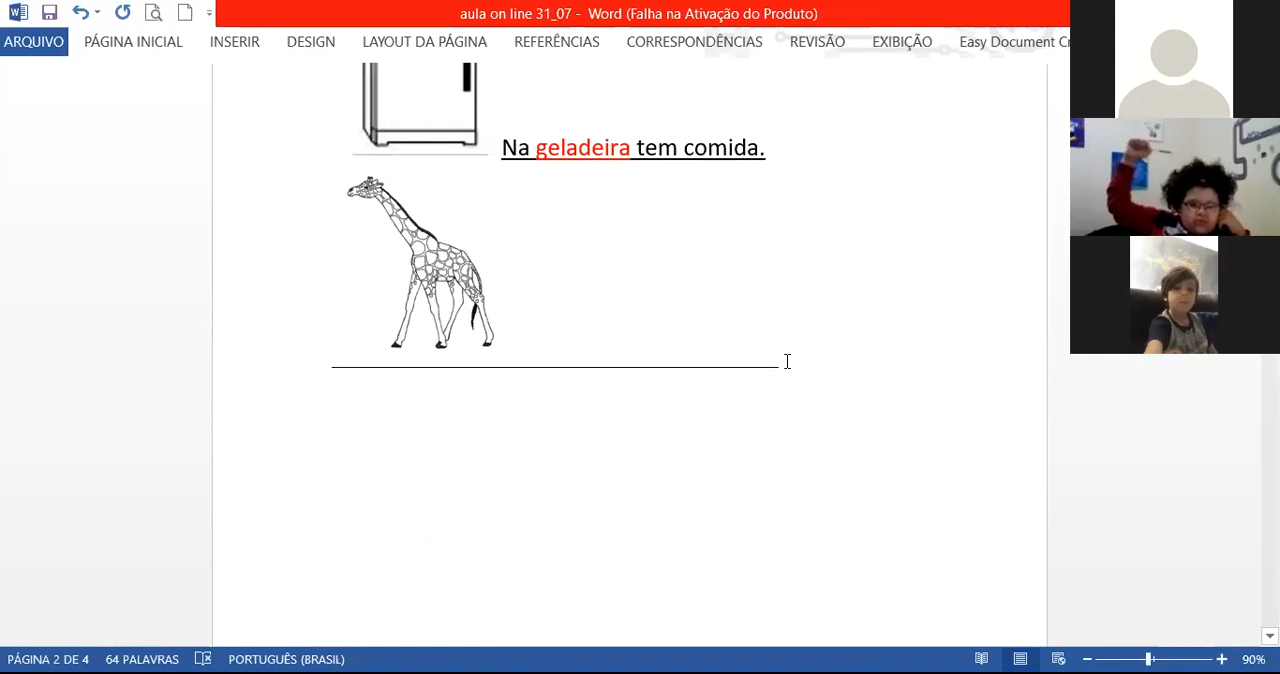 aula on line 31_07 - Word (Falha na Ativação do Produto)
ARQUIVO PÁGINA INICIAL INSERIR DESIGN LAYOUT DA PÁGINA REFERÊNCIAS CORRESPONDÊNCIAS REVISÃO EXIBIÇÃO Easy Document Cr
Na geladeira tem comida.
PÁGINA 2 DE 4 64 PALAVRAS PORTUGUÊS (BRASIL) 90%